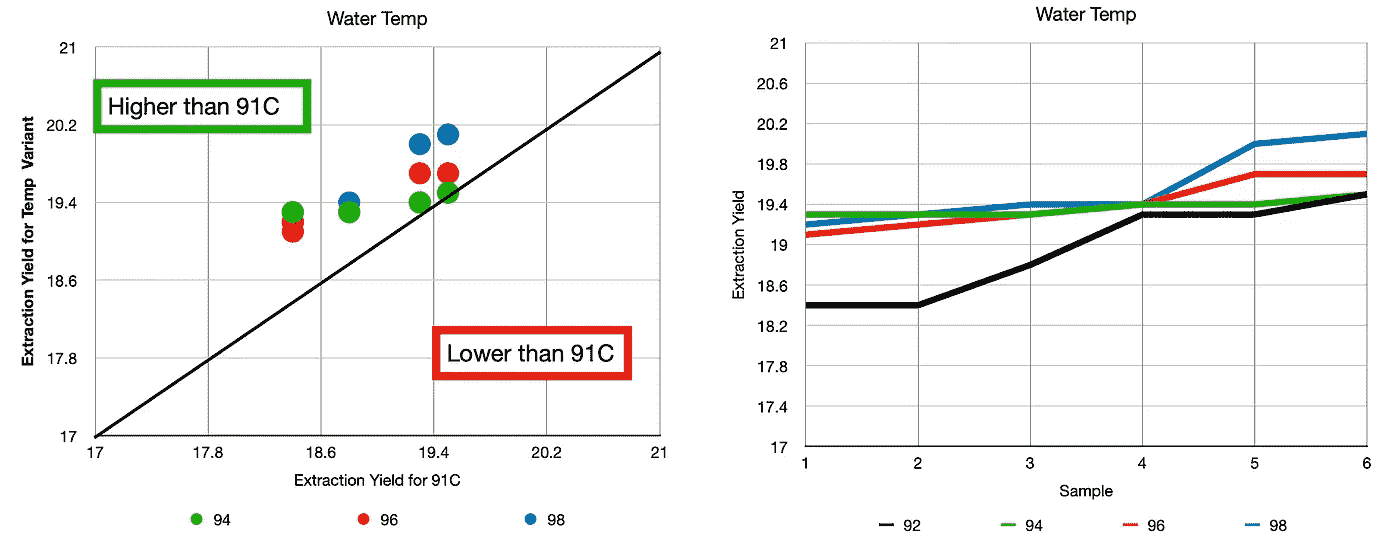 Water Temp
21
20.2
19.4
18.6
17.8
17
Extraction Yield for Temp Variant
Higher than 91C
Lower than 91C
17 17.8 18.6 19.4 20.2 21
Extraction Yield for 91C
94 96 98
Water Temp
21
20.6
20.2
19.8
19.4
19
18.6
18.2
17.8
17.4
17
Extraction Yield
1 2 3 4 5 6
Sample
92 94 96 98